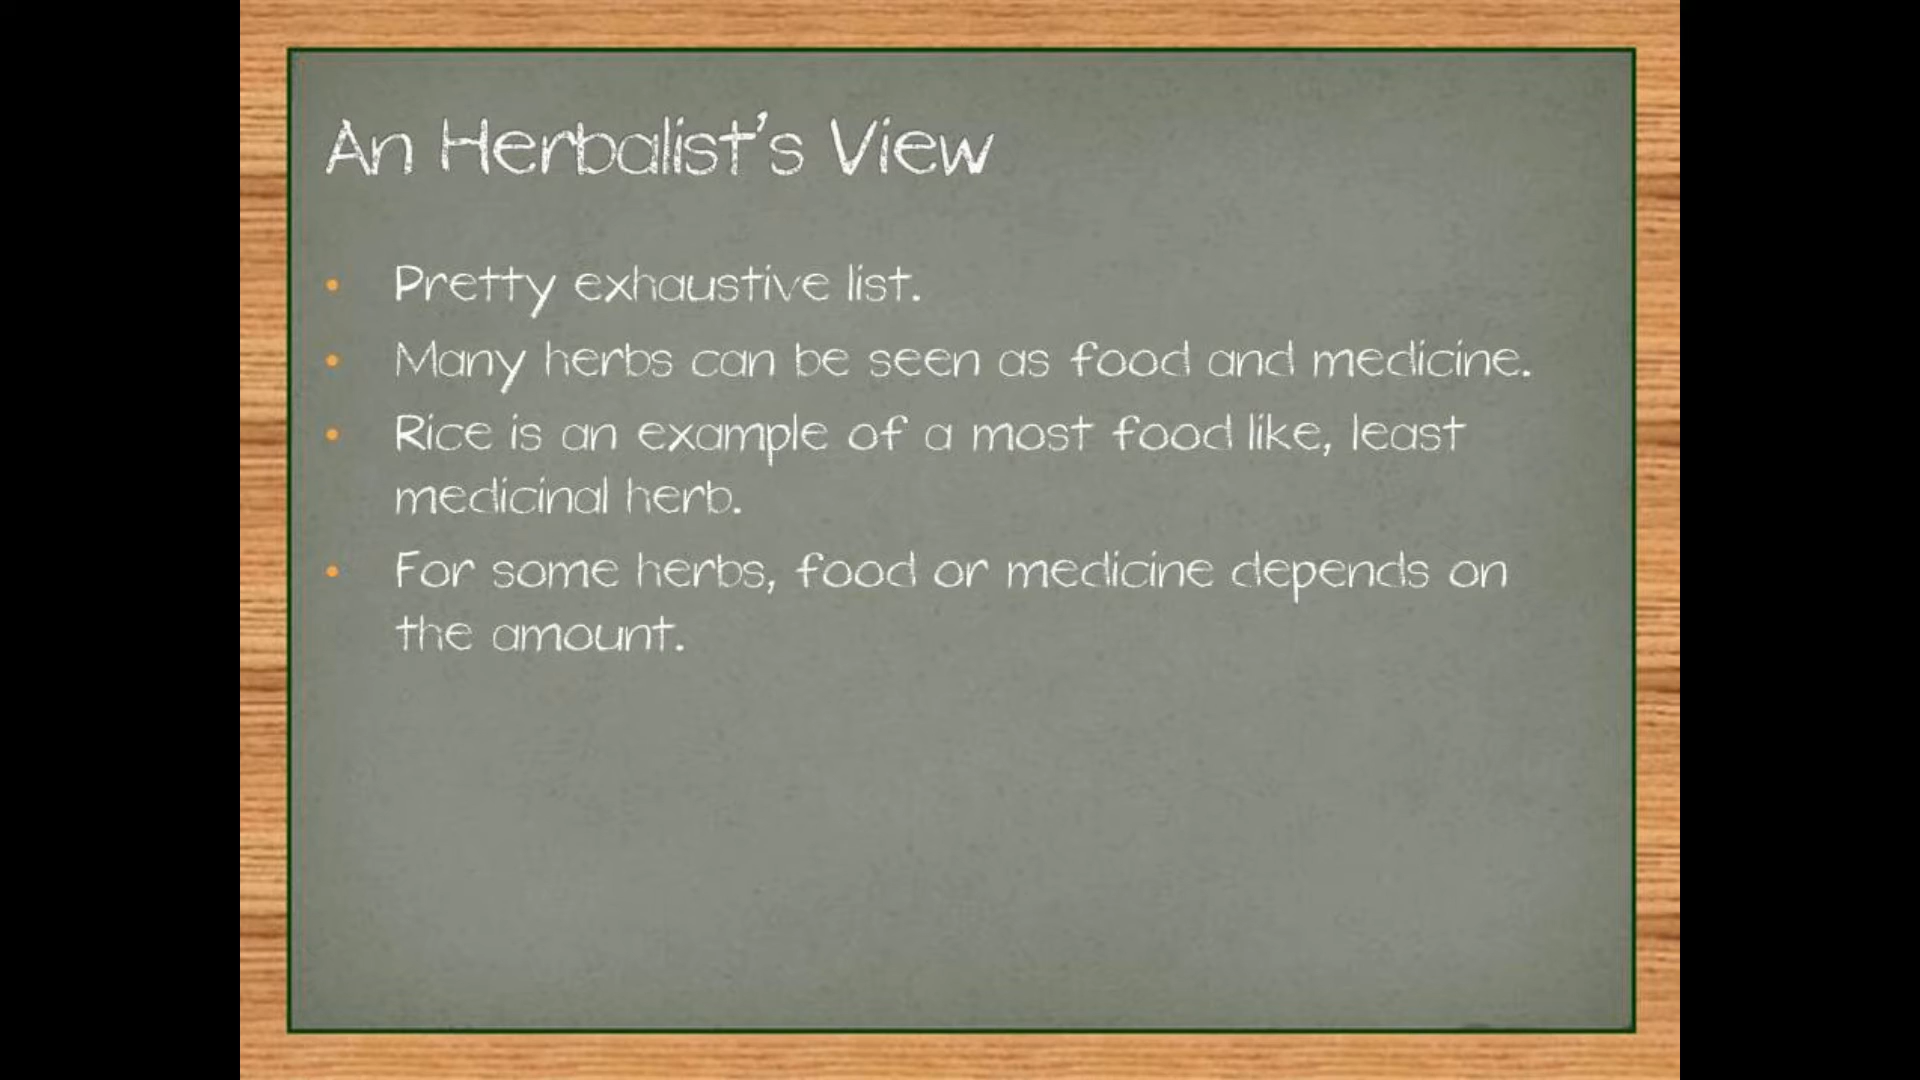 An Herbalist's View
• Pretty exhaustive list.
• Many herbs can be seen as food and medicine.
• Rice is an example of a most food like, least
medicinal herb.
• For some herbs, food or medicine depends on
the amount.